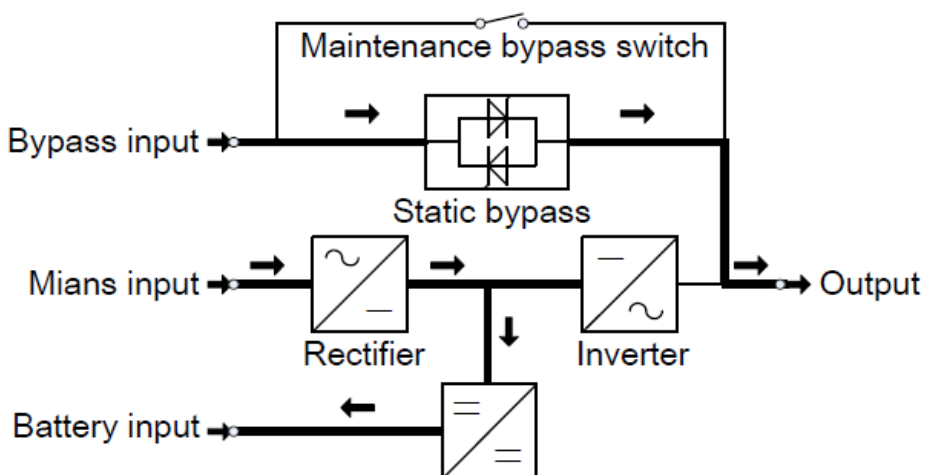 Maintenance bypass switch
Bypass input
Static bypass
Mians input
Output
Rectifier
Inverter
Battery input